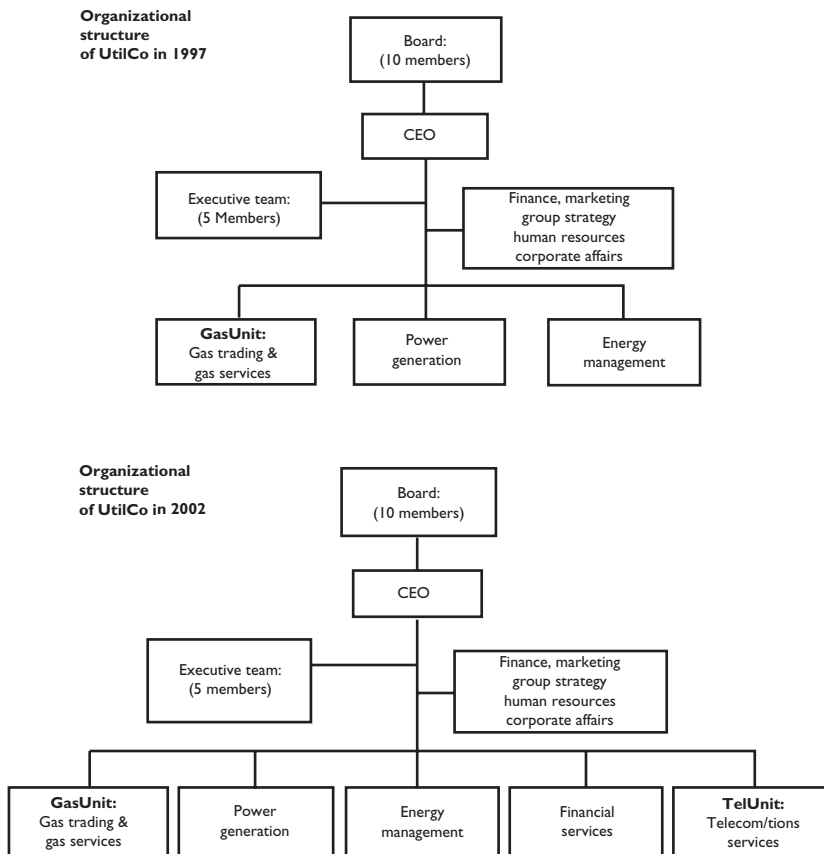 Organizational
structure
of UtilCo in 1997
Board:
(10 members)
CEO
Executive team:
(5 Members)
Finance, marketing
group strategy
human resources
corporate affairs
GasUnit:
Gas trading &
gas services
Power
generation
Energy
management
Organizational
structure
of UtilCo in 2002
Board:
(10 members)
CEO
Executive team:
(5 members)
Finance, marketing
group strategy
human resources
corporate affairs
GasUnit:
Gas trading &
gas services
Power
generation
Energy
management
Financial
services
TelUnit:
Telecom/tions
services